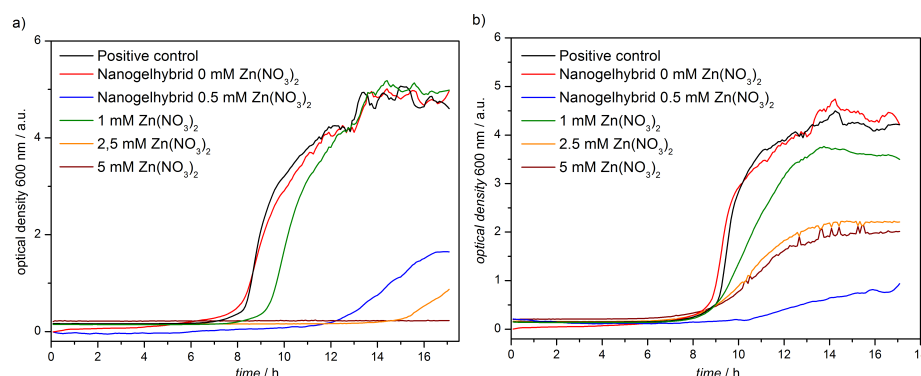 a)
6
4
2
0
optical density 600 nm / a.u.
Positive control
Nanogelhybrid 0 mM Zn(NO3)2
Nanogelhybrid 0.5 mM Zn(NO3)2
1 mM Zn(NO3)2
2,5 mM Zn(NO3)2
5 mM Zn(NO3)2
0 2 4 6 8 10 12 14 16
time / h
b)
6
5
4
3
2
1
0
optical density 600 nm / a.u.
Positive control
Nanogelhybrid 0 mM Zn(NO3)2
Nanogelhybrid 0.5 mM Zn(NO3)2
1 mM Zn(NO3)2
2.5 mM Zn(NO3)2
5 mM Zn(NO3)2
0 2 4 6 8 10 12 14 16
time / h